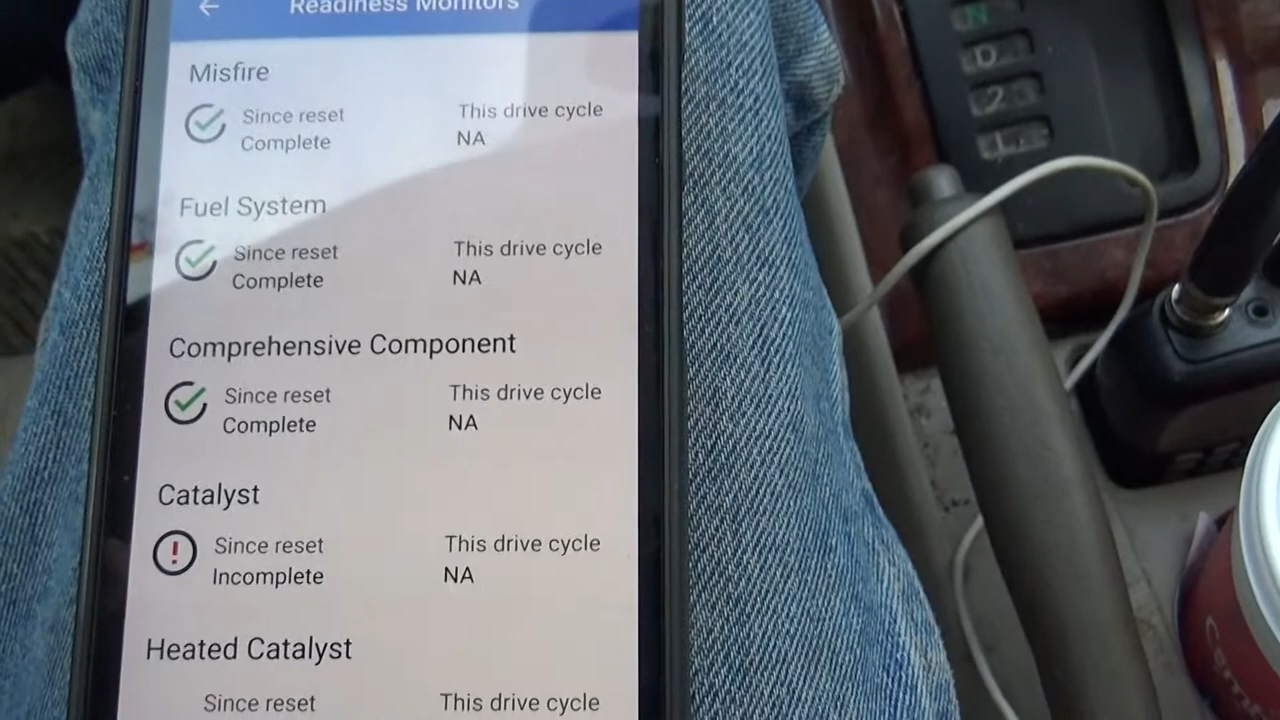 Readiness Monitors
Misfire
Since reset This drive cycle
Complete NA
Fuel System
Since reset This drive cycle
Complete NA
Comprehensive Component
Since reset This drive cycle
Complete NA
Catalyst
Since reset This drive cycle
Incomplete NA
Heated Catalyst
Since reset This drive cycle
N
D
2
L